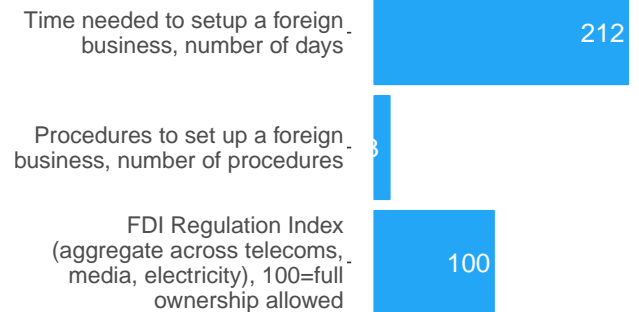 Time needed to setup a foreign
business, number of days
212
Procedures to set up a foreign
business, number of procedures
FDI Regulation Index
(aggregate across telecoms,
media, electricity), 100=full
ownership allowed
100